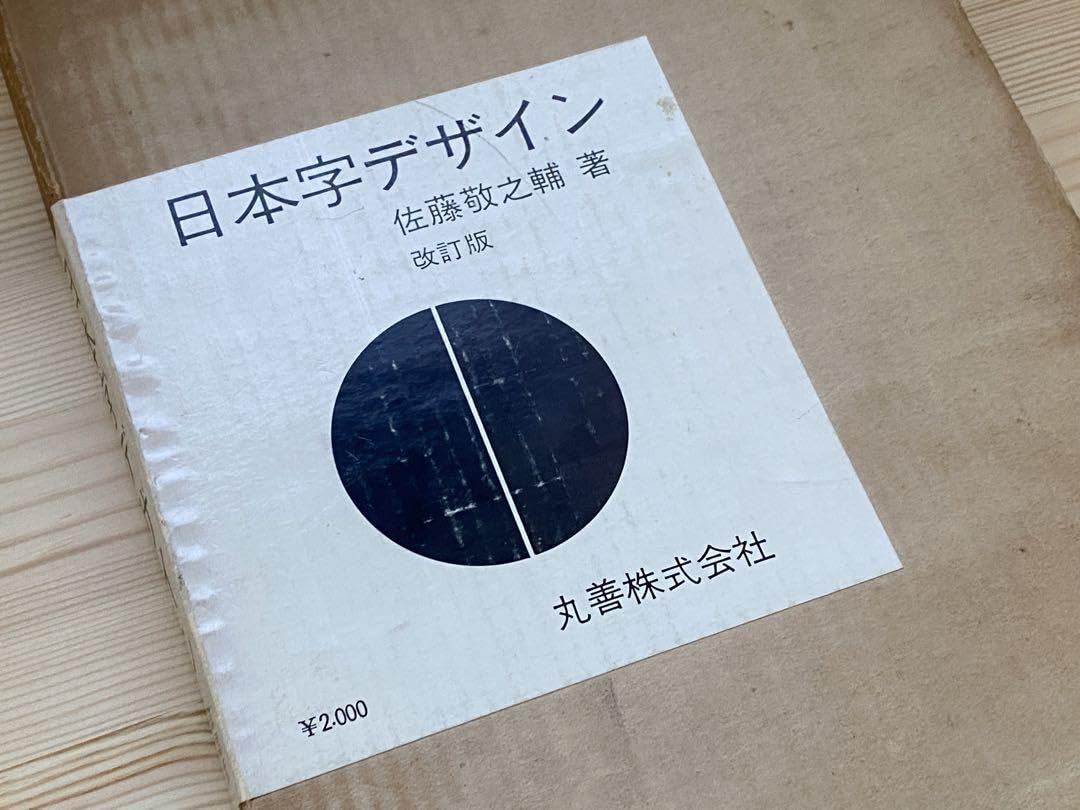 日本字デザイン
佐藤敬之輔 著
改訂版
丸善株式会社
¥2.000